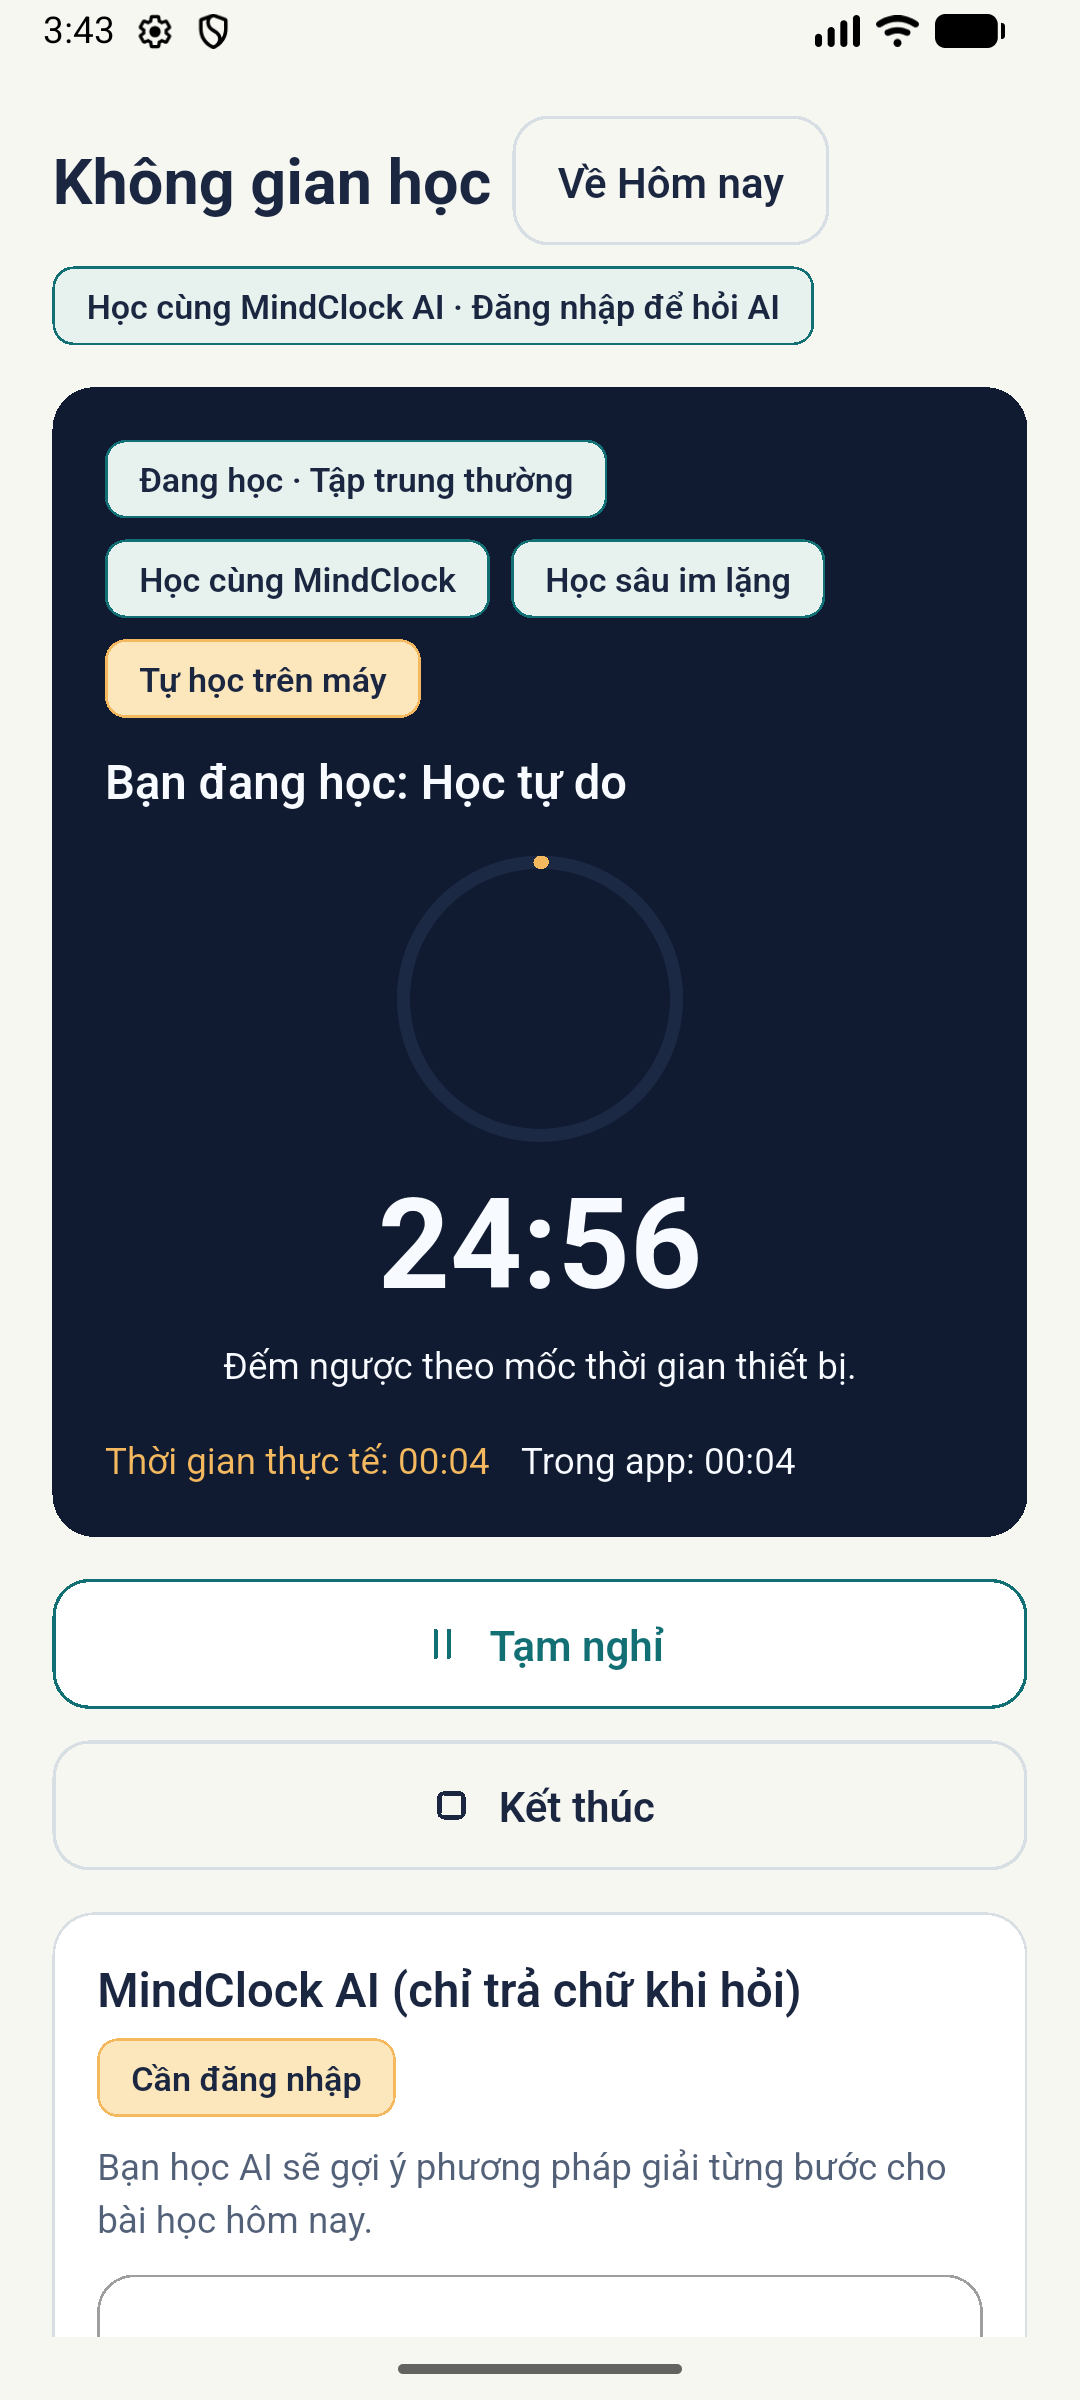 3:43
Không gian học
Về Hôm nay
Học cùng MindClock AI · Đăng nhập để hỏi AI
Đang học · Tập trung thường
Học cùng MindClock
Học sâu im lặng
Tự học trên máy
Bạn đang học: Học tự do
24:56
Đếm ngược theo mốc thời gian thiết bị.
Thời gian thực tế: 00:04
Trong app: 00:04
Tạm nghỉ
Kết thúc
MindClock AI (chỉ trả chữ khi hỏi)
Cần đăng nhập
Bạn học AI sẽ gợi ý phương pháp giải từng bước cho
bài học hôm nay.